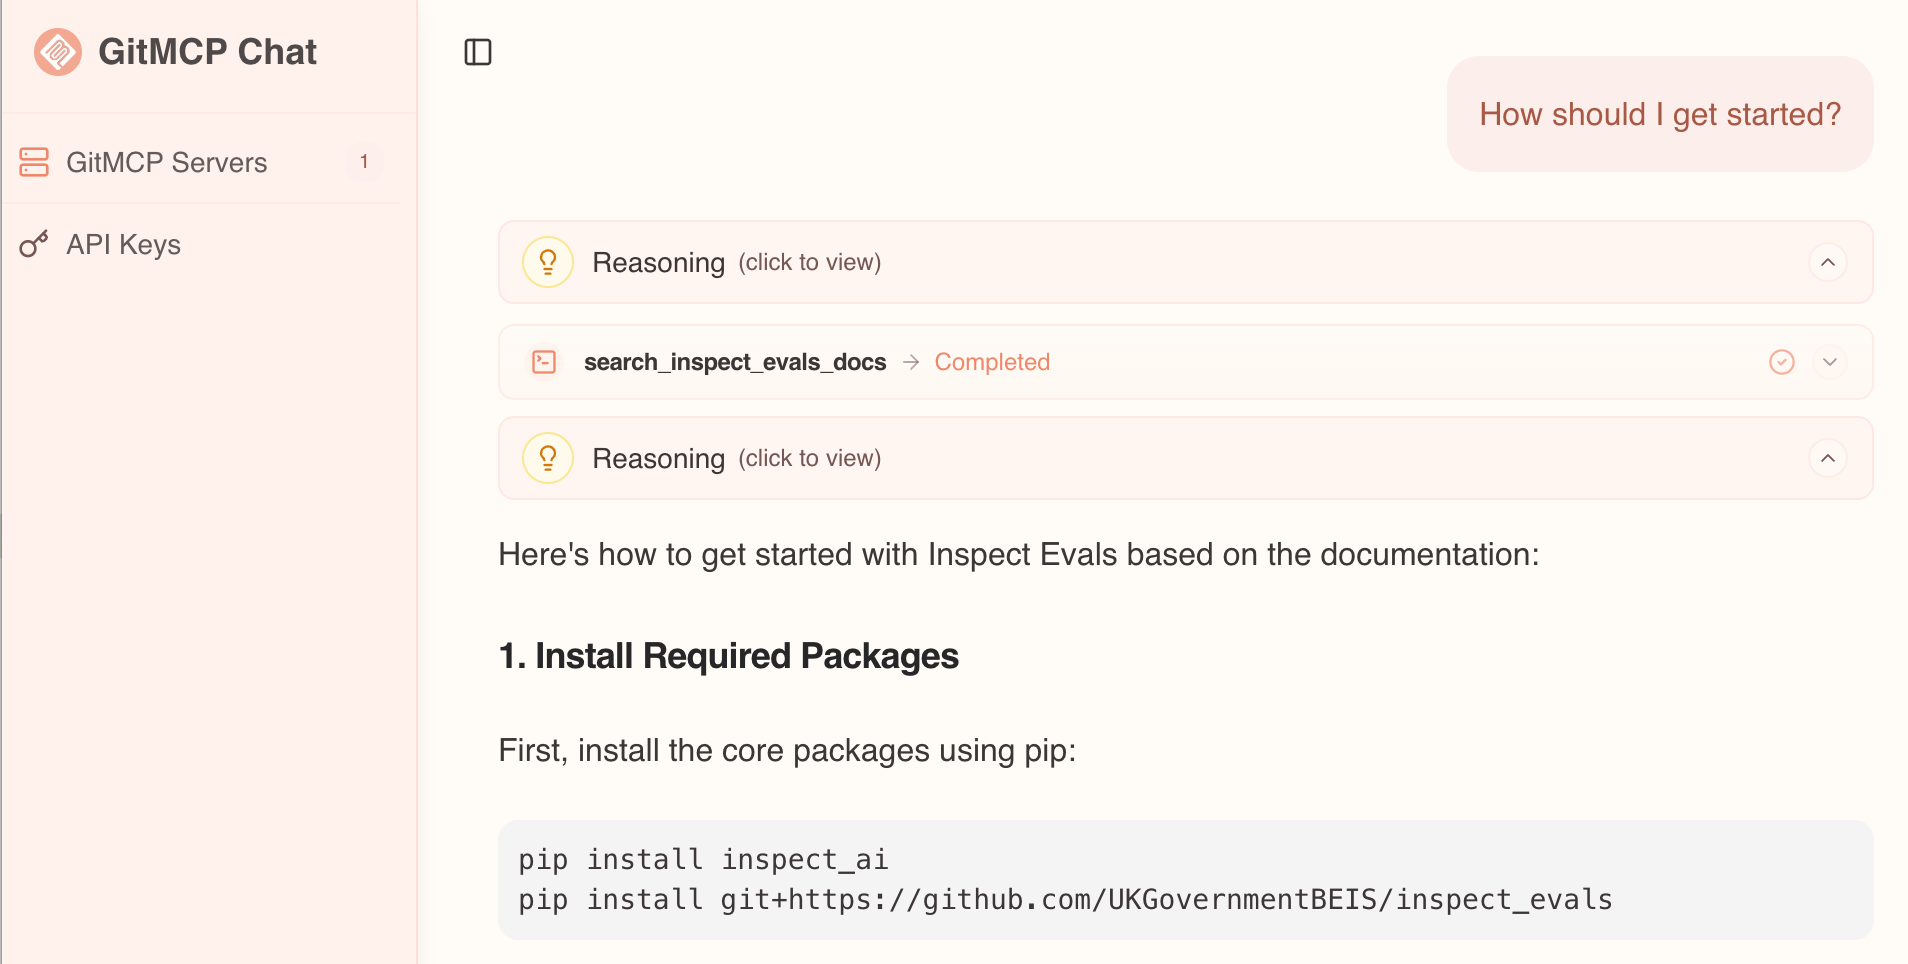 GitMCP Chat
GitMCP Servers 1
API Keys
How should I get started?
Reasoning (click to view)
search_inspect_evals_docs → Completed
Reasoning (click to view)
Here's how to get started with Inspect Evals based on the documentation:
1. Install Required Packages
First, install the core packages using pip:
pip install inspect_ai
pip install git+https://github.com/UKGovernmentBEIS/inspect_evals